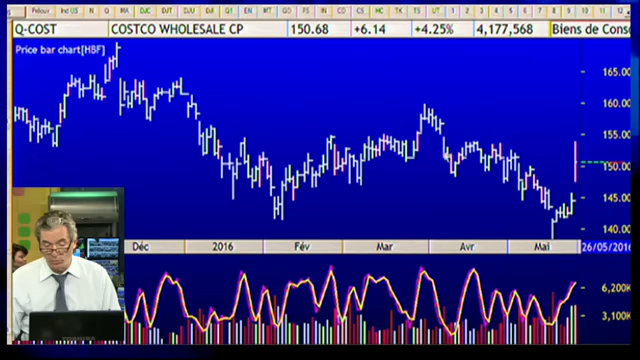 Q-COST COSTCO WHOLESALE CP 150.68 +6.14 +4.25% 4,177,568 Biens de Conso
Price bar chart[HBF]
165.00
160.00
155.00
150.00
145.00
140.00
Déc 2016 Fév Mar Avr Mai 26/05/2016
6,200K
3,100K